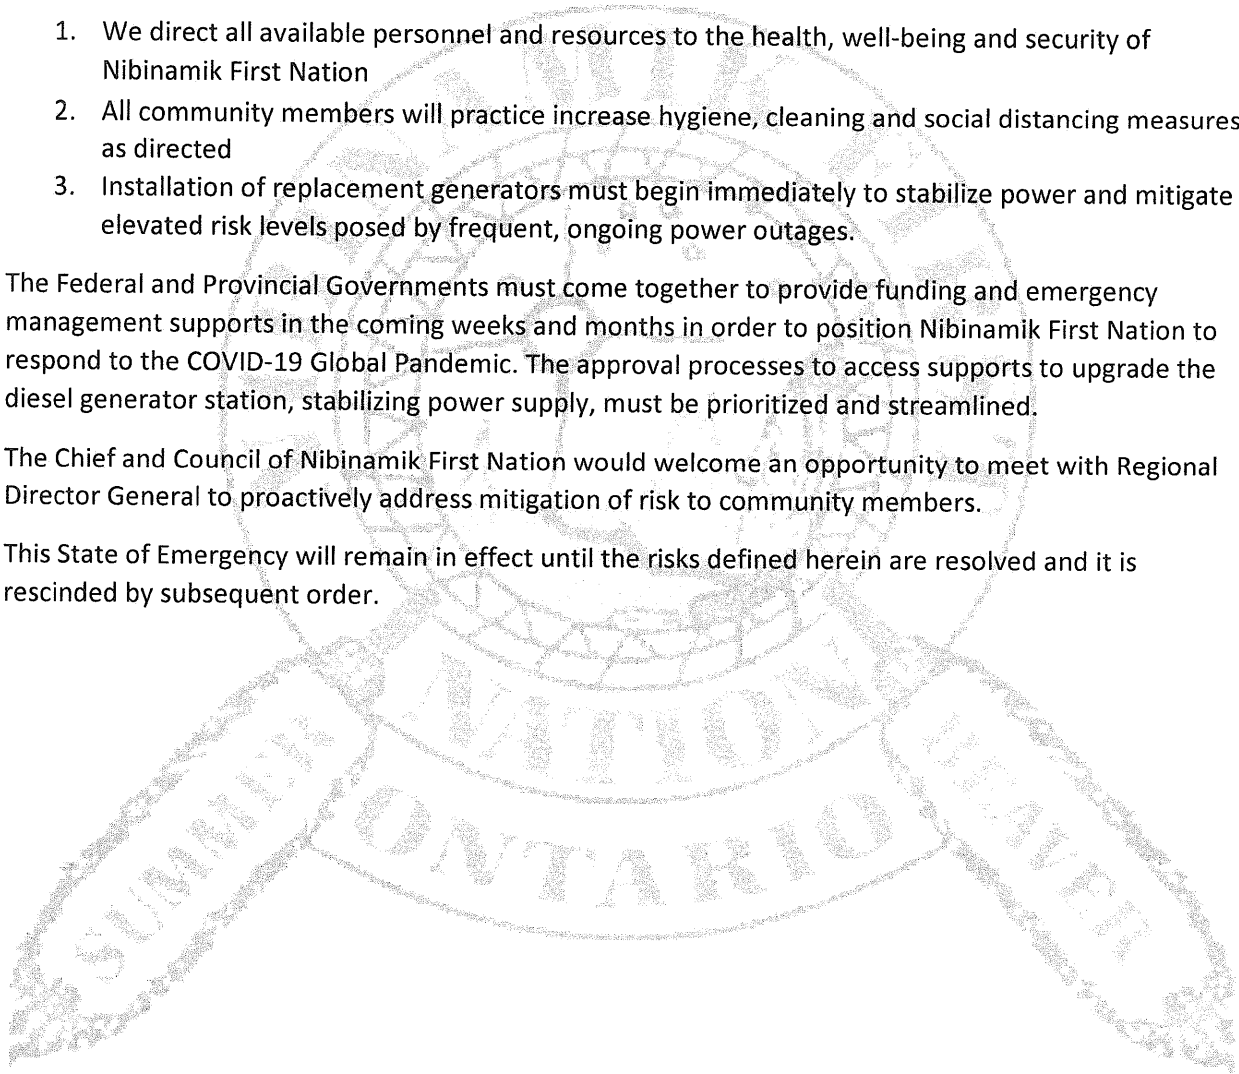 1. We direct all available personnel and resources to the health, well-being and security of
Nibinamik First Nation
2. All community members will practice increase hygiene, cleaning and social distancing measures
as directed
3. Installation of replacement generators must begin immediately to stabilize power and mitigate
elevated risk levels posed by frequent, ongoing power outages.
The Federal and Provincial Governments must come together to provide funding and emergency
management supports in the coming weeks and months in order to position Nibinamik First Nation to
respond to the COVID-19 Global Pandemic. The approval processes to access supports to upgrade the
diesel generator station, stabilizing power supply, must be prioritized and streamlined.
The Chief and Council of Nibinamik First Nation would welcome an opportunity to meet with Regional
Director General to proactively address mitigation of risk to community members.
This State of Emergency will remain in effect until the risks defined herein are resolved and it is
rescinded by subsequent order.
NIBINAMIK FIRST
NATION
ONTARIO
SUMMER
BEAVER